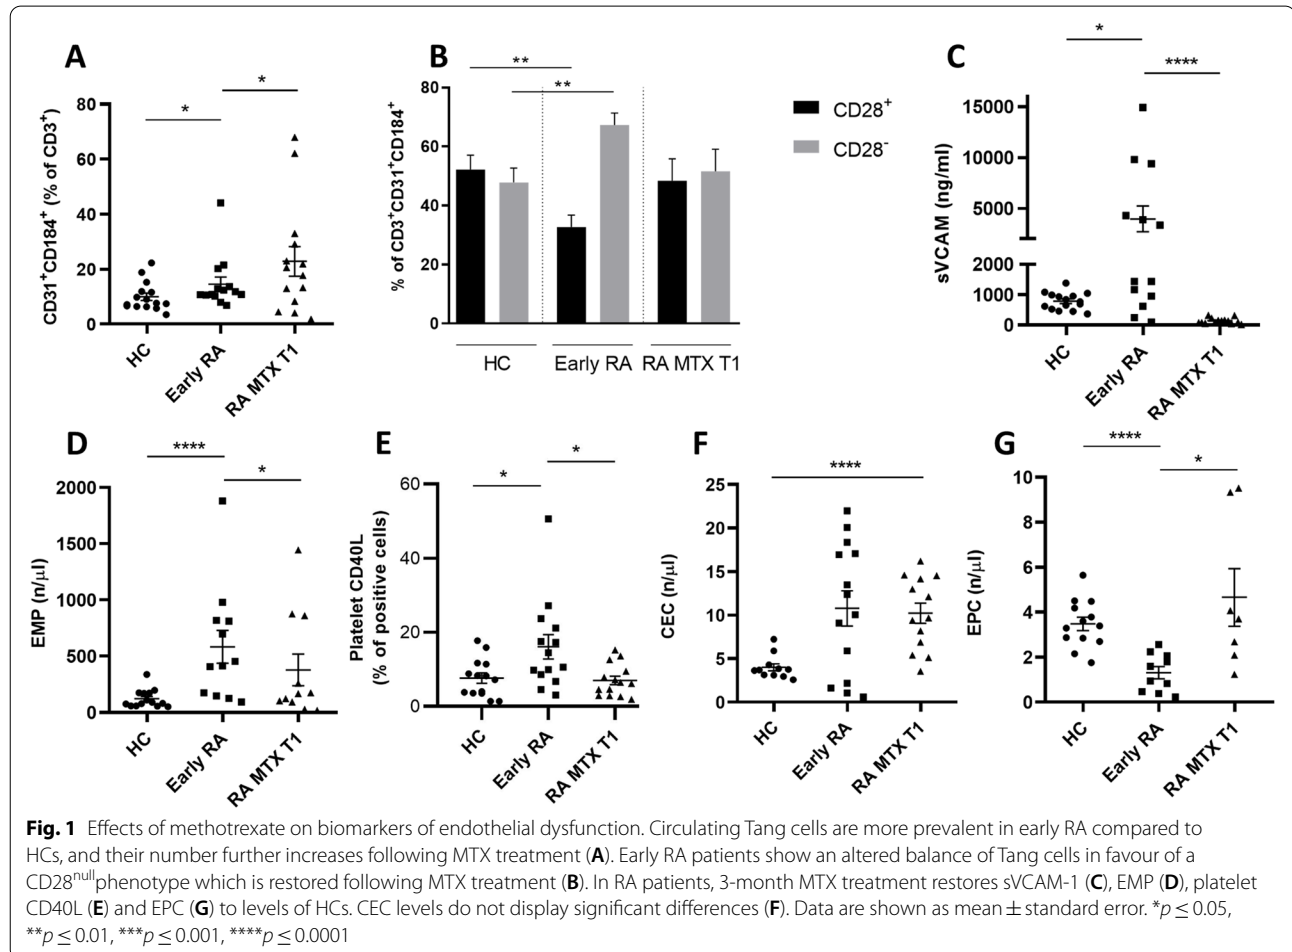 A
*
*
CD31+CD184+ (% of CD3+)
80
60
40
20
0
HC
Early RA
RA MTX T1
B
**
**
% of CD3+CD31+CD184+
80
60
40
20
0
HC
Early RA
RA MTX T1
CD28+
CD28-
C
*
****
sVCAM (ng/ml)
15000
10000
5000
2000
1000
0
HC
Early RA
RA MTX T1
D
****
*
EMP (n/µl)
2000
1500
1000
500
0
HC
Early RA
RA MTX T1
E
*
*
Platelet CD40L
(% of positive cells)
60
40
20
0
HC
Early RA
RA MTX T1
F
****
CEC (n/µl)
25
20
15
10
5
0
HC
Early RA
RA MTX T1
G
****
*
EPC (n/µl)
10
8
6
4
2
0
HC
Early RA
RA MTX T1
Fig. 1 Effects of methotrexate on biomarkers of endothelial dysfunction. Circulating Tang cells are more prevalent in early RA compared to
HCs, and their number further increases following MTX treatment (A). Early RA patients show an altered balance of Tang cells in favour of a
CD28nullphenotype which is restored following MTX treatment (B). In RA patients, 3-month MTX treatment restores sVCAM-1 (C), EMP (D), platelet
CD40L (E) and EPC (G) to levels of HCs. CEC levels do not display significant differences (F). Data are shown as mean ± standard error. *p ≤ 0.05,
**p ≤ 0.01, ***p ≤ 0.001, ****p ≤ 0.0001